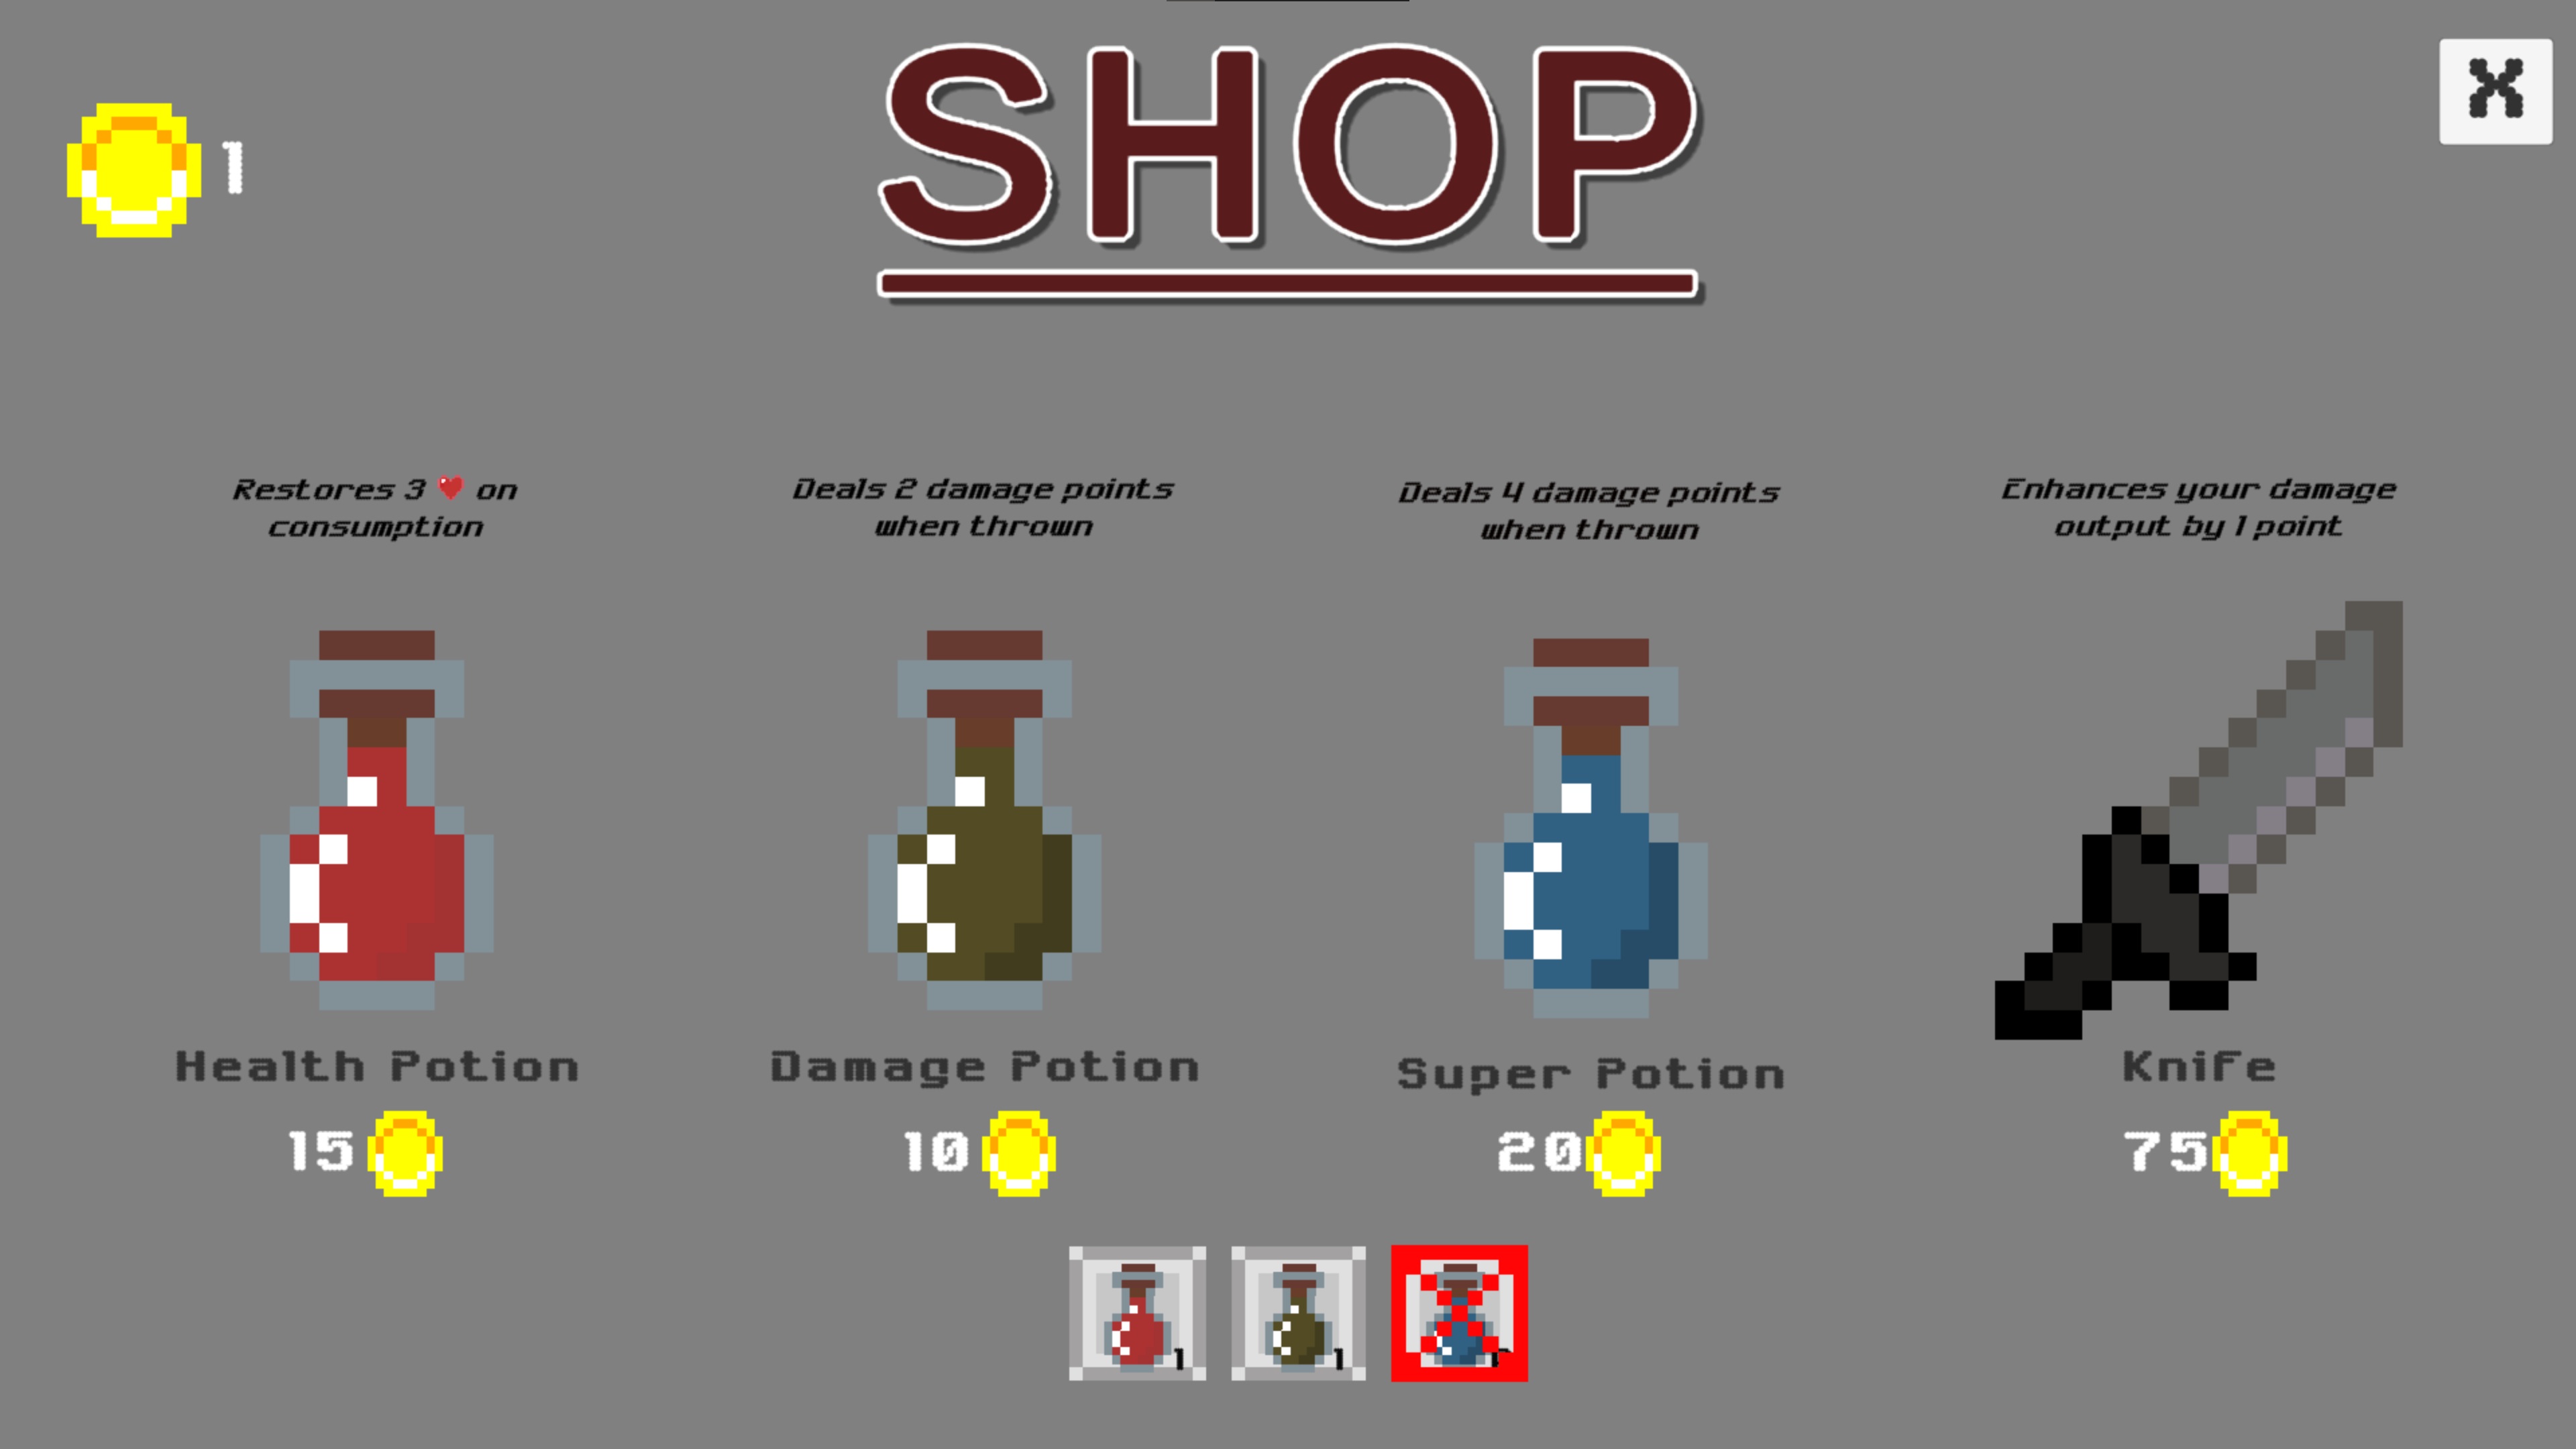 SHOP
X
1
Restores 3 ❤ on
consumption
Deals 2 damage points
when thrown
Deals 4 damage points
when thrown
Enhances your damage
output by 1 point
Health Potion
Damage Potion
Super Potion
Knife
15
10
20
75
1
1